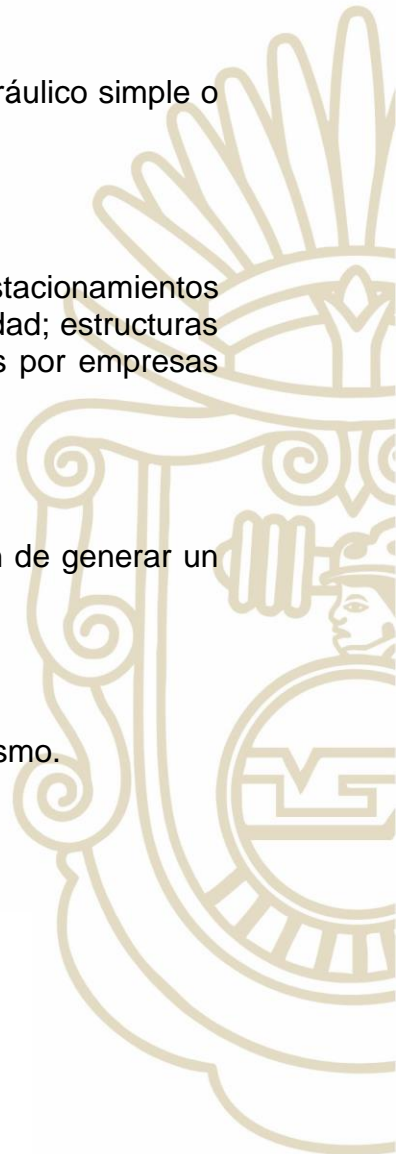 ráulico simple o
stacionamientos
dad; estructuras
s por empresas
n de generar un
smo.